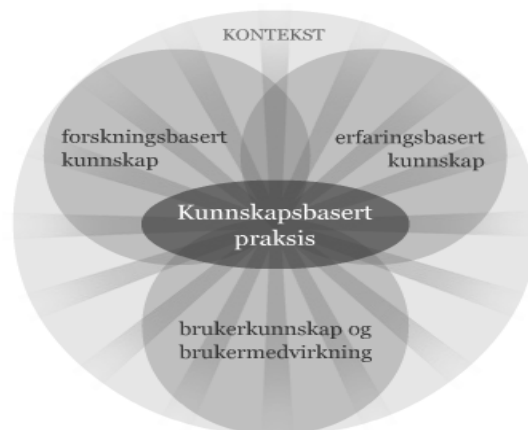 KONTEKST
forskningsbasert
kunnskap
erfaringsbasert
kunnskap
Kunnskapsbasert
praksis
brukerkunnskap og
brukermedvirkning